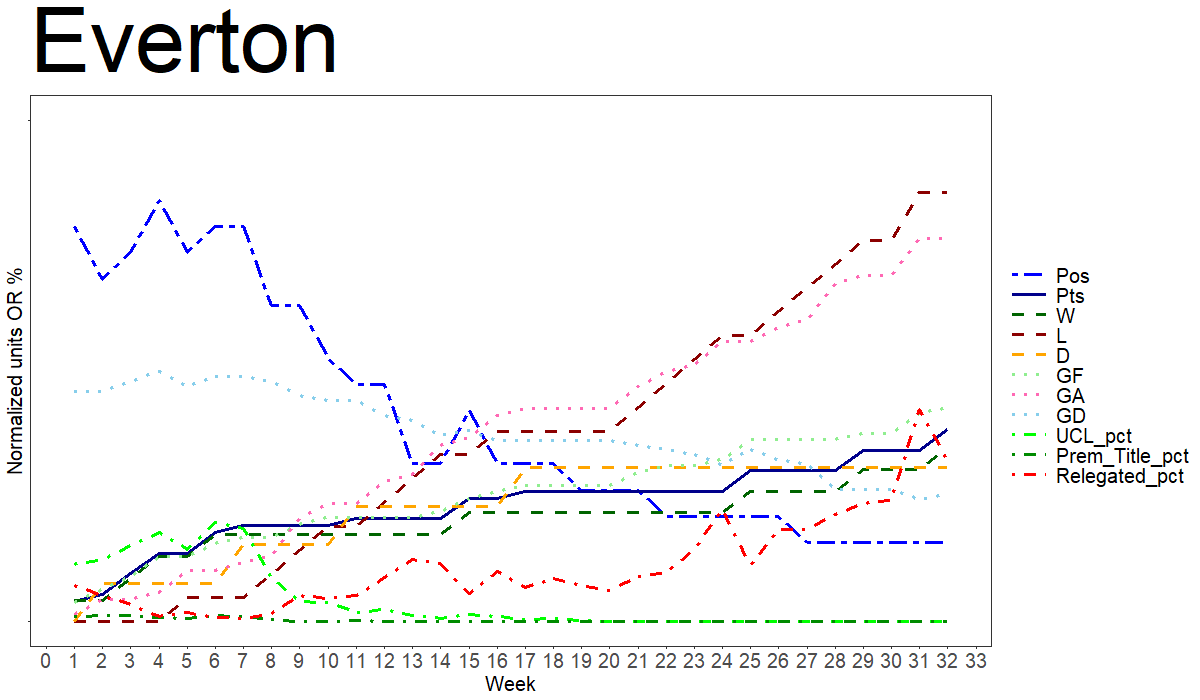 Everton
Normalized units OR %
0 1 2 3 4 5 6 7 8 9 10 11 12 13 14 15 16 17 18 19 20 21 22 23 24 25 26 27 28 29 30 31 32 33
Week
Pos
Pts
W
L
D
GF
GA
GD
UCL_pct
Prem_Title_pct
Relegated_pct